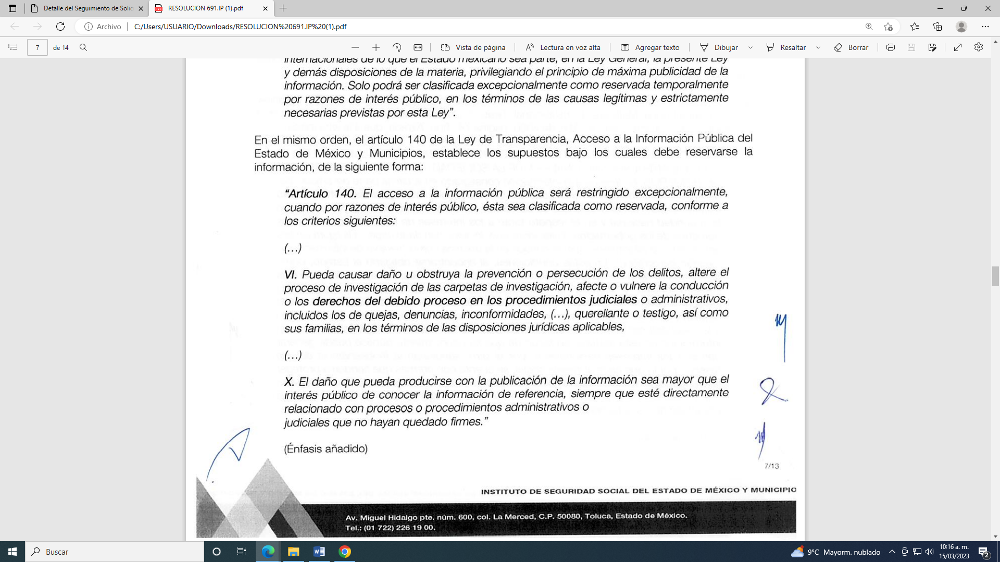 Detalle del Seguimiento de Solic
RESOLUCION 691.IP (1).pdf
Archivo
C:/Users/USUARIO/Downloads/RESOLUCION%20691.IP%20(1).pdf
7 de 14
Vista de página
Lectura en voz alta
Agregar texto
Dibujar
Resaltar
Borrar
internacionales de lo que el Estado mexicano sea parte, en la Ley General, la presente Ley
y demás disposiciones de la materia, privilegiando el principio de máxima publicidad de la
información. Solo podrá ser clasificada excepcionalmente como reservada temporalmente
por razones de interés público, en los términos de las causas legítimas y estrictamente
necesarias previstas por esta Ley”.
En el mismo orden, el artículo 140 de la Ley de Transparencia, Acceso a la Información Pública del
Estado de México y Municipios, establece los supuestos bajo los cuales debe reservarse la
información, de la siguiente forma:
“Artículo 140. El acceso a la información pública será restringido excepcionalmente,
cuando por razones de interés público, ésta sea clasificada como reservada, conforme a
los criterios siguientes:
(…)
VI. Pueda causar daño u obstruya la prevención o persecución de los delitos, altere el
proceso de investigación de las carpetas de investigación, afecte o vulnere la conducción
o los derechos del debido proceso en los procedimientos judiciales o administrativos,
incluidos los de quejas, denuncias, inconformidades, (…), querellante o testigo, así como
sus familias, en los términos de las disposiciones jurídicas aplicables,
(…)
X. El daño que pueda producirse con la publicación de la información sea mayor que el
interés público de conocer la información de referencia, siempre que esté directamente
relacionado con procesos o procedimientos administrativos o
judiciales que no hayan quedado firmes.”
(Énfasis añadido)
7/13
INSTITUTO DE SEGURIDAD SOCIAL DEL ESTADO DE MÉXICO Y MUNICIPIO
Av. Miguel Hidalgo pte. núm. 600, col. La Merced, C.P. 50080, Toluca, Estado de México.
Tel.: (01 722) 226 19 00.
Buscar
9°C Mayorm. nublado
10:16 a. m.
15/03/2023
2